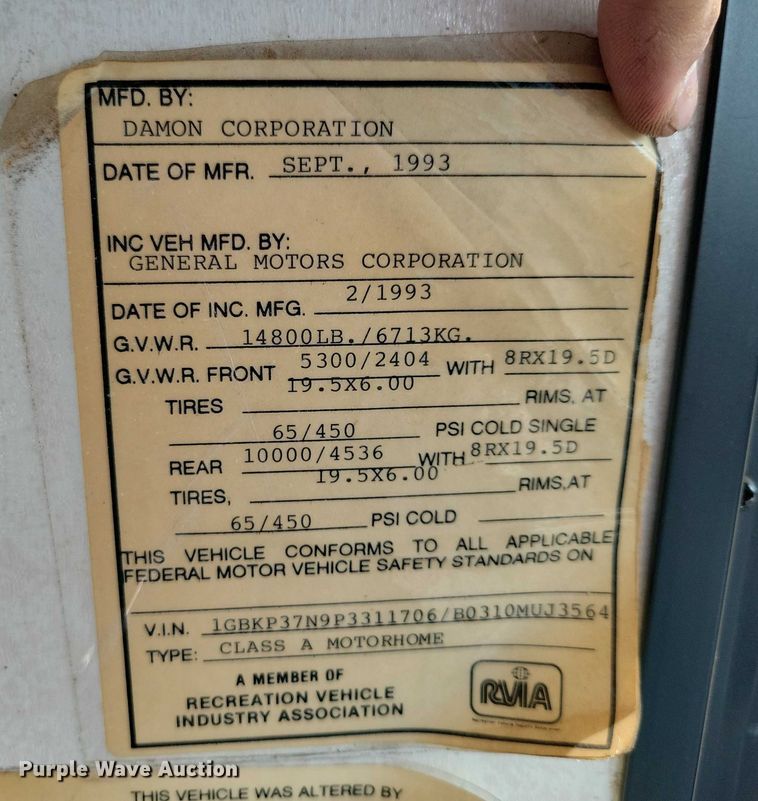 MFD. BY:
DAMON CORPORATION
DATE OF MFR. SEPT., 1993
INC VEH MFD. BY:
GENERAL MOTORS CORPORATION
DATE OF INC. MFG. 2/1993
G.V.W.R. 14800LB./6713KG.
G.V.W.R. FRONT 5300/2404 WITH 8RX19.5D
19.5X6.00
TIRES RIMS, AT
65/450 PSI COLD SINGLE
REAR 10000/4536 WITH 8RX19.5D
19.5X6.00
TIRES, RIMS,AT
65/450 PSI COLD
THIS VEHICLE CONFORMS TO ALL APPLICABLE
FEDERAL MOTOR VEHICLE SAFETY STANDARDS ON
V.I.N. 1GBKP37N9P3311706/B0310MUJ3564
TYPE: CLASS A MOTORHOME
A MEMBER OF
RECREATION VEHICLE
INDUSTRY ASSOCIATION
RVIA
Purple Wave Auction
THIS VEHICLE WAS ALTERED BY